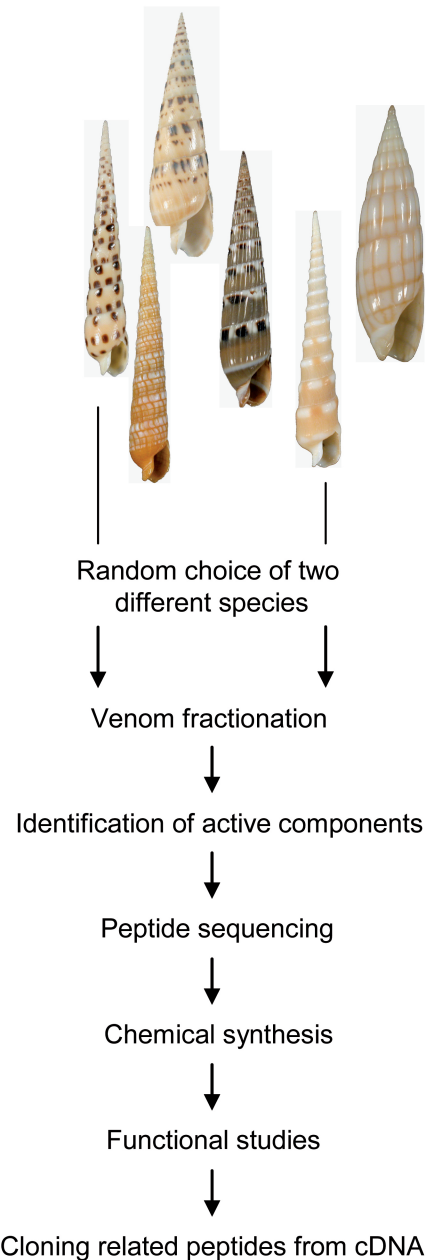 Random choice of two
different species
Venom fractionation
Identification of active components
Peptide sequencing
Chemical synthesis
Functional studies
Cloning related peptides from cDNA